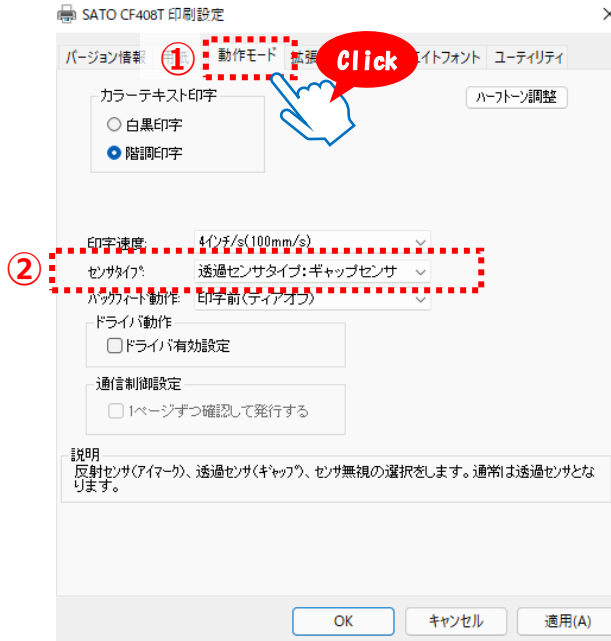 SATO CF408T 印刷設定
バージョン情報 ① 動作モード 拡張 Click イトフォント ユーティリティ
カラーテキスト印字
ハーフトーン調整
白黒印字
階調印字
印字速度: 4インチ/s(100mm/s)
② センサタイプ: 透過センサタイプ:ギャップセンサ
バックフィード動作: 印字前(ティアオフ)
ドライバ動作
ドライバ有効設定
通信制御設定
1ページずつ確認して発行する
説明
反射センサ(アイマーク)、透過センサ(ギャップ)、センサ無視の選択をします。通常は透過センサとな
ります。
OK キャンセル 適用(A)